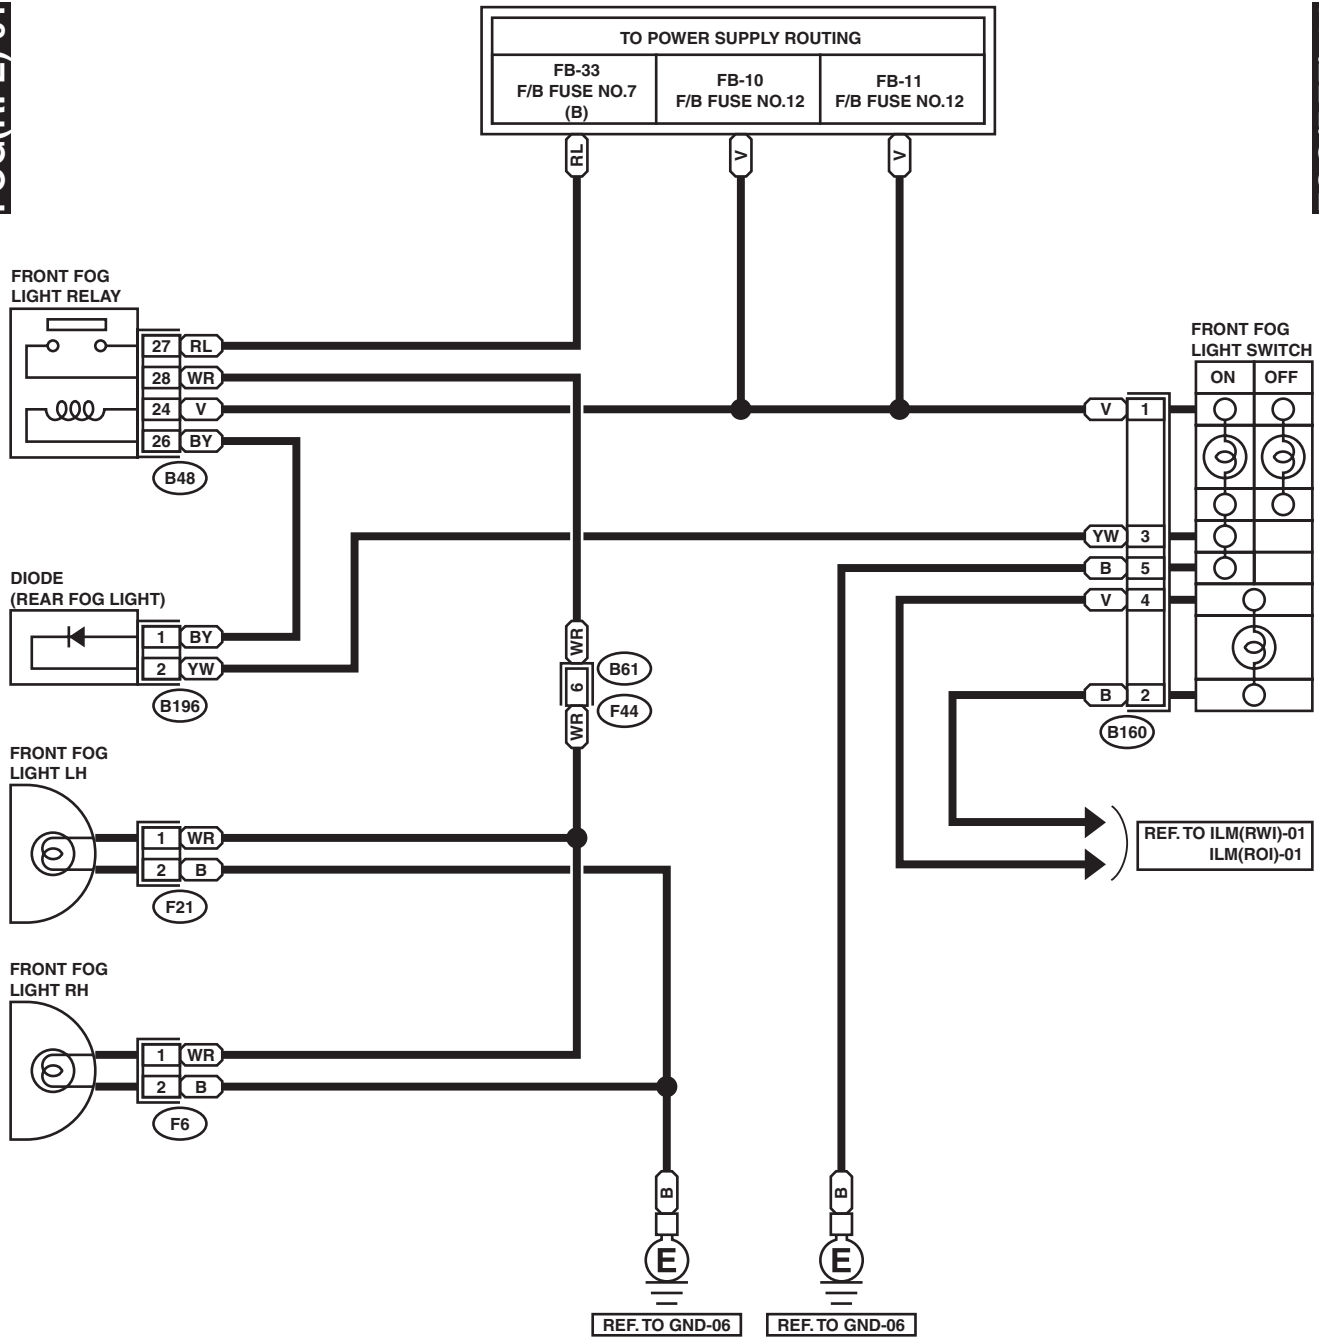 TO POWER SUPPLY ROUTING
FB-33
F/B FUSE NO.7
(B)
FB-10
F/B FUSE NO.12
FB-11
F/B FUSE NO.12
RL
V
V
FRONT FOG
LIGHT RELAY
27 RL
28 WR
24 V
26 BY
B48
FRONT FOG
LIGHT SWITCH
ON OFF
V 1
YW 3
B 5
V 4
B 2
B160
DIODE
(REAR FOG LIGHT)
1 BY
2 YW
B196
WR
6
WR
B61
F44
FRONT FOG
LIGHT LH
1 WR
2 B
F21
REF. TO ILM(RWI)-01
ILM(ROI)-01
FRONT FOG
LIGHT RH
1 WR
2 B
F6
B
E
REF. TO GND-06
B
E
REF. TO GND-06